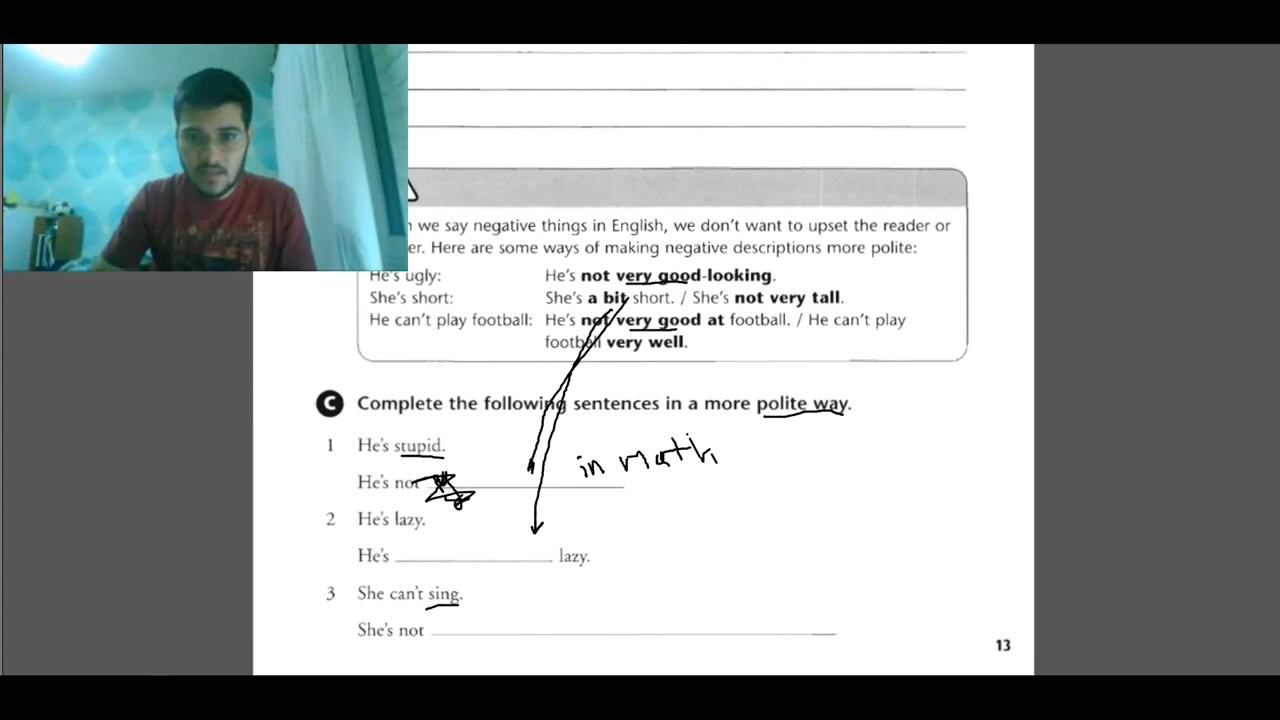 we say negative things in English, we don't want to upset the reader or
er. Here are some ways of making negative descriptions more polite:
He's ugly: He's not very good-looking.
She's short: She's a bit short. / She's not very tall.
He can't play football: He's not very good at football. / He can't play
football very well.
C Complete the following sentences in a more polite way.
1 He's stupid.
in math
He's not
2 He's lazy.
He's lazy.
3 She can't sing.
She's not
13